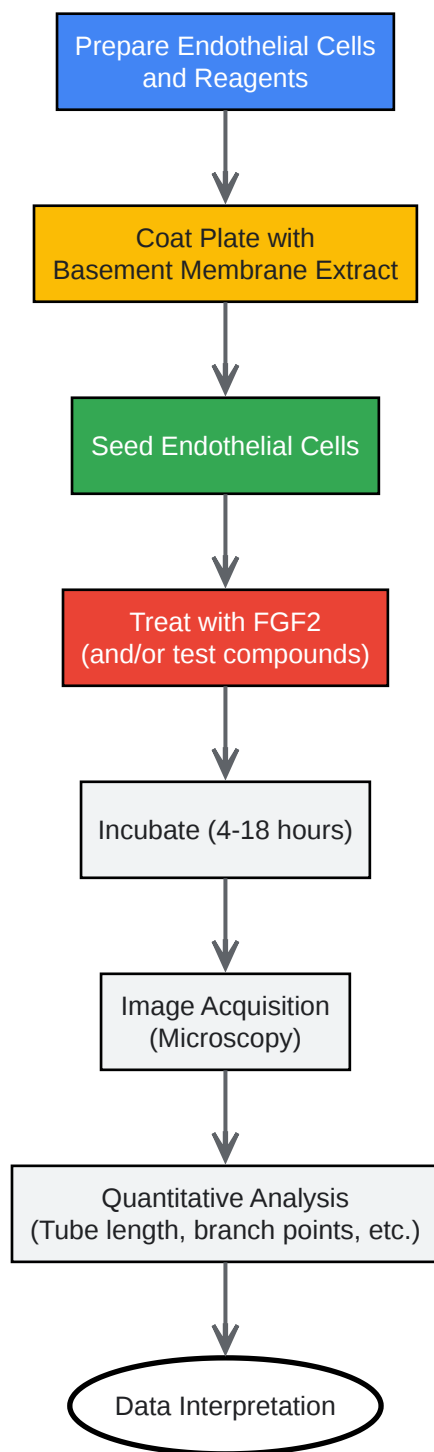 Prepare Endothelial Cells
and Reagents
Coat Plate with
Basement Membrane Extract
Seed Endothelial Cells
Treat with FGF2
(and/or test compounds)
Incubate (4-18 hours)
Image Acquisition
(Microscopy)
Quantitative Analysis
(Tube length, branch points, etc.)
Data Interpretation